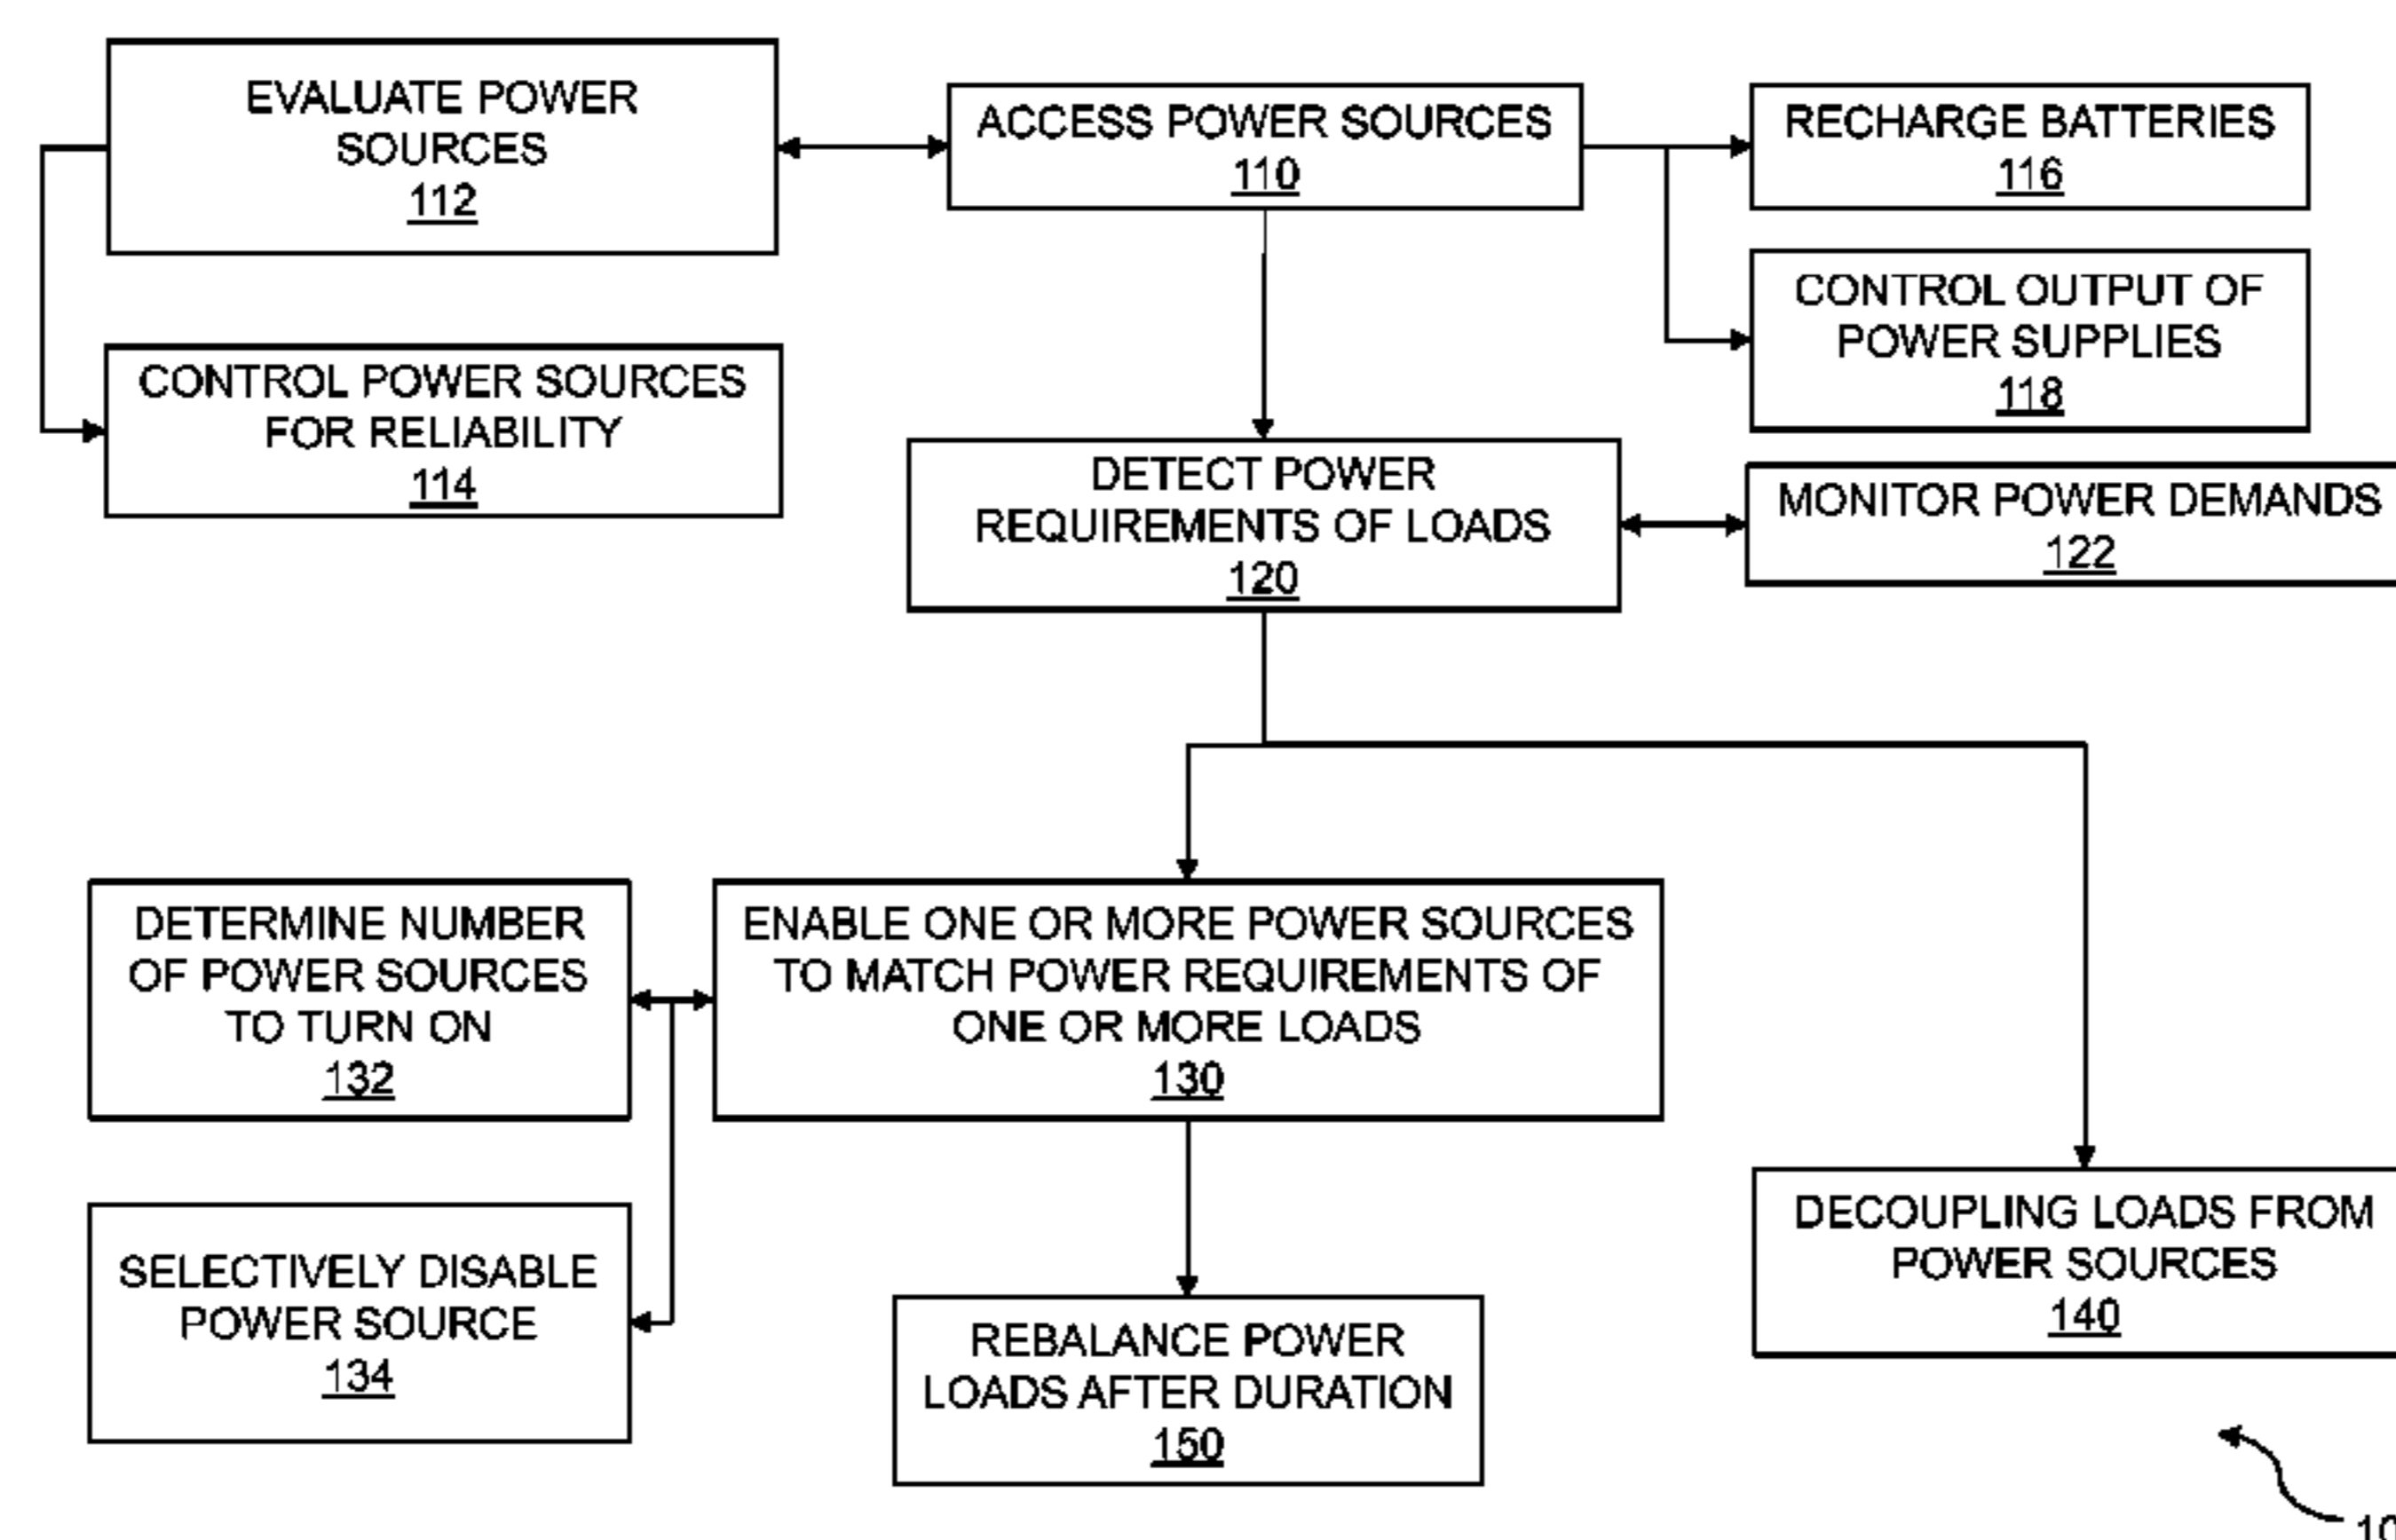 EVALUATE POWER
SOURCES
112
ACCESS POWER SOURCES
110
RECHARGE BATTERIES
116
CONTROL OUTPUT OF
POWER SUPPLIES
118
CONTROL POWER SOURCES
FOR RELIABILITY
114
DETECT POWER
REQUIREMENTS OF LOADS
120
MONITOR POWER DEMANDS
122
DETERMINE NUMBER
OF POWER SOURCES
TO TURN ON
132
ENABLE ONE OR MORE POWER SOURCES
TO MATCH POWER REQUIREMENTS OF
ONE OR MORE LOADS
130
SELECTIVELY DISABLE
POWER SOURCE
134
REBALANCE POWER
LOADS AFTER DURATION
150
DECOUPLING LOADS FROM
POWER SOURCES
140